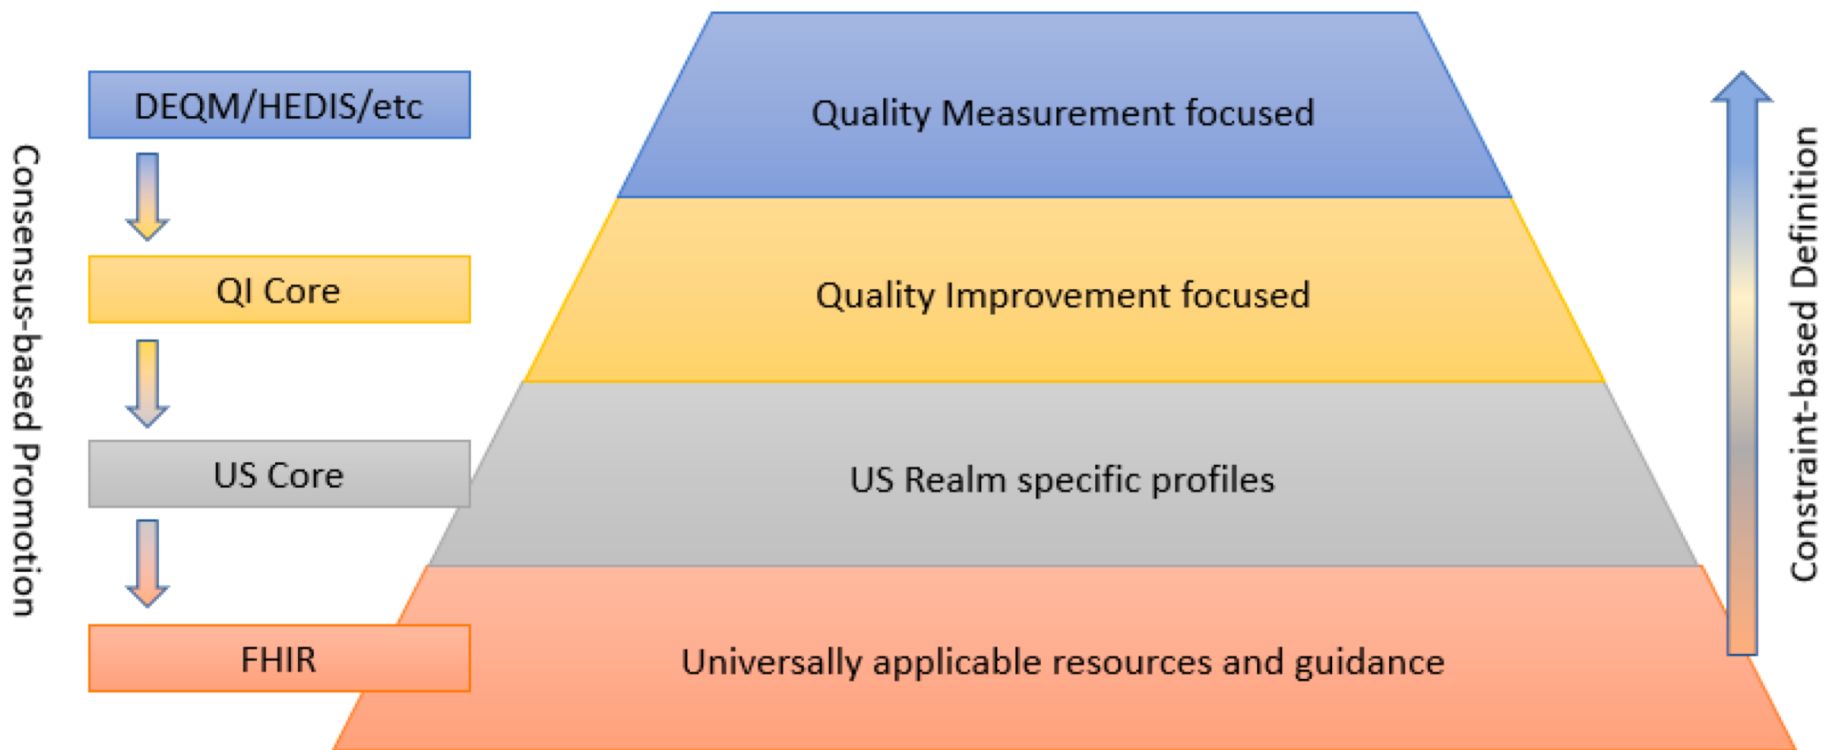 Consensus-based Promotion
DEQM/HEDIS/etc
Quality Measurement focused
QI Core
Quality Improvement focused
US Core
US Realm specific profiles
FHIR
Universally applicable resources and guidance
Constraint-based Definition